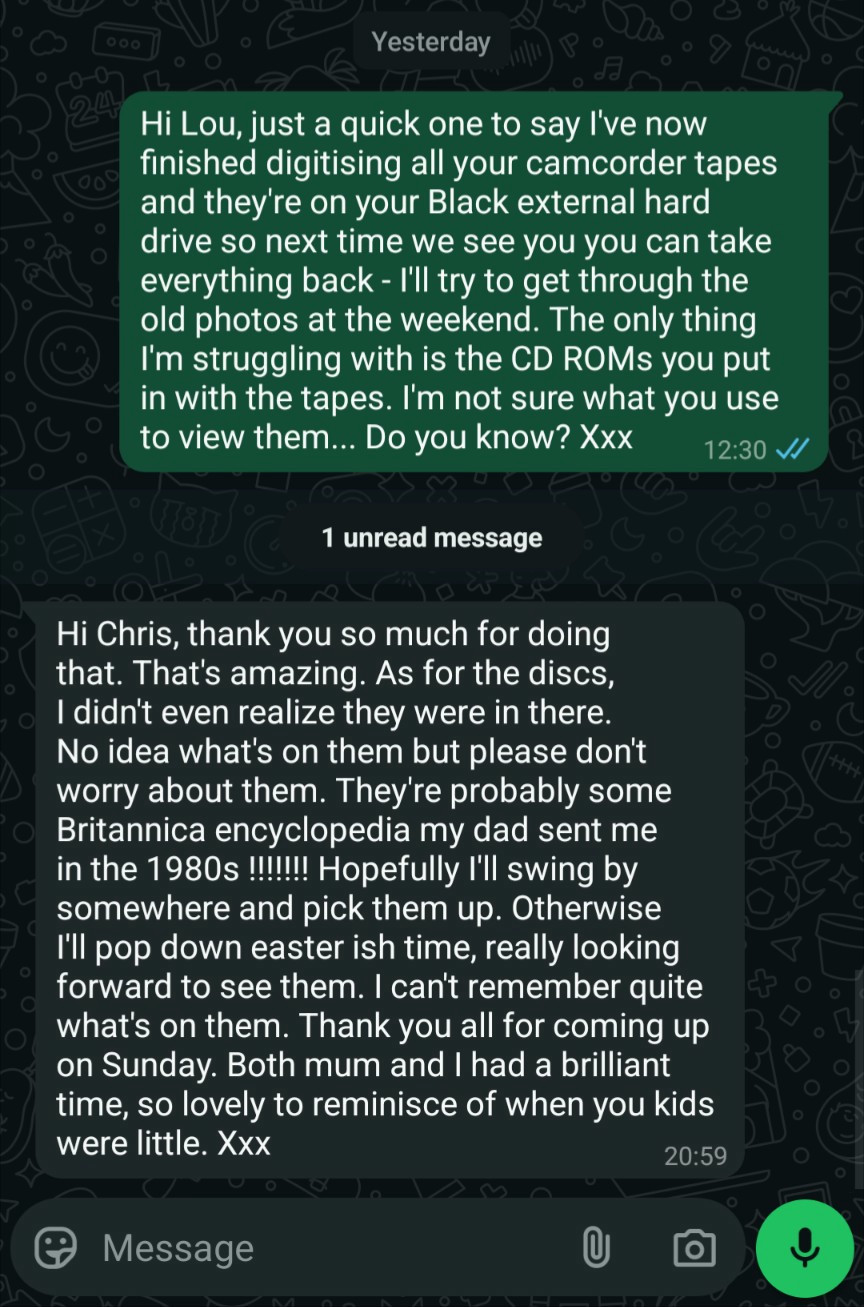 Yesterday
Hi Lou, just a quick one to say I've now
finished digitising all your camcorder tapes
and they're on your Black external hard
drive so next time we see you you can take
everything back - I'll try to get through the
old photos at the weekend. The only thing
I'm struggling with is the CD ROMs you put
in with the tapes. I'm not sure what you use
to view them... Do you know? Xxx
12:30
1 unread message
Hi Chris, thank you so much for doing
that. That's amazing. As for the discs,
I didn't even realize they were in there.
No idea what's on them but please don't
worry about them. They're probably some
Britannica encyclopedia my dad sent me
in the 1980s !!!!!!! Hopefully I'll swing by
somewhere and pick them up. Otherwise
I'll pop down easter ish time, really looking
forward to see them. I can't remember quite
what's on them. Thank you all for coming up
on Sunday. Both mum and I had a brilliant
time, so lovely to reminisce of when you kids
were little. Xxx
20:59
Message